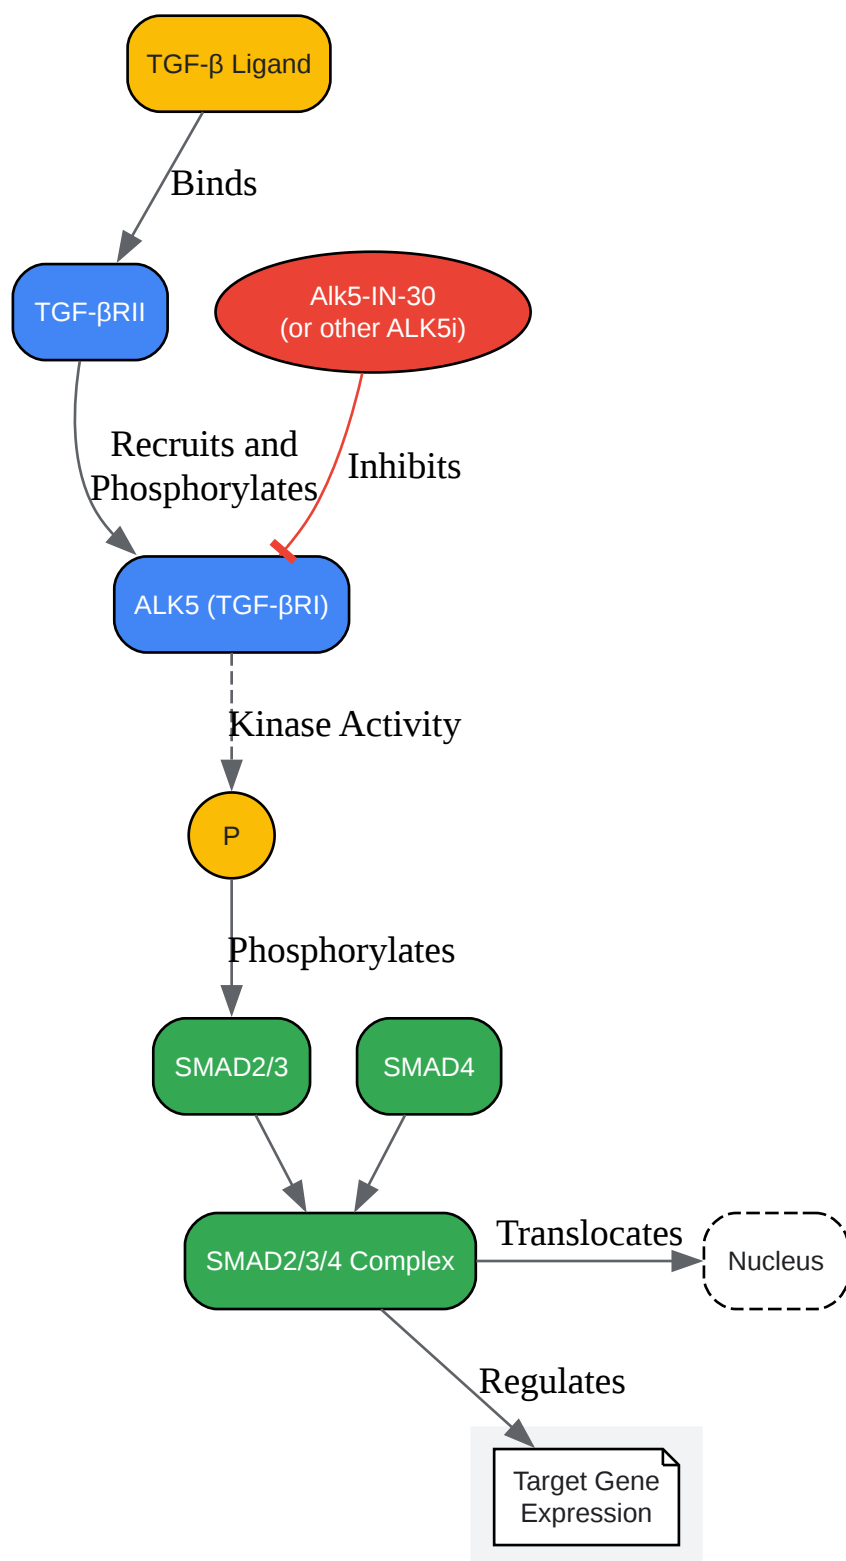 TGF-β Ligand
Binds
TGF-βRII
Alk5-IN-30
(or other ALK5i)
Recruits and
Phosphorylates
Inhibits
ALK5 (TGF-βRI)
Kinase Activity
P
Phosphorylates
SMAD2/3
SMAD4
SMAD2/3/4 Complex
Translocates
Nucleus
Regulates
Target Gene
Expression